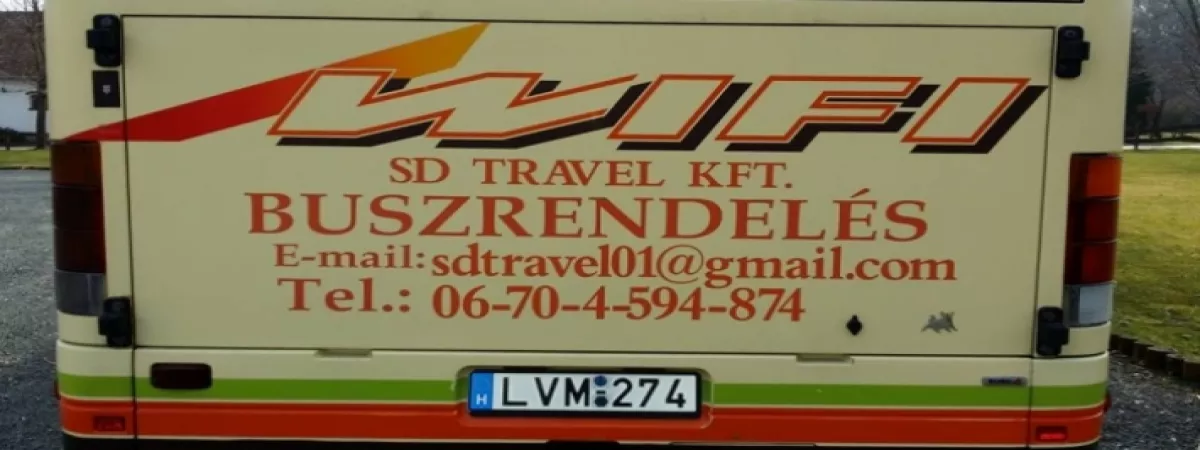 WIFI
SD TRAVEL KFT.
BUSZRENDELÉS
E-mail: sdtravel01@gmail.com
Tel.: 06-70-4-594-874
H LVM 274